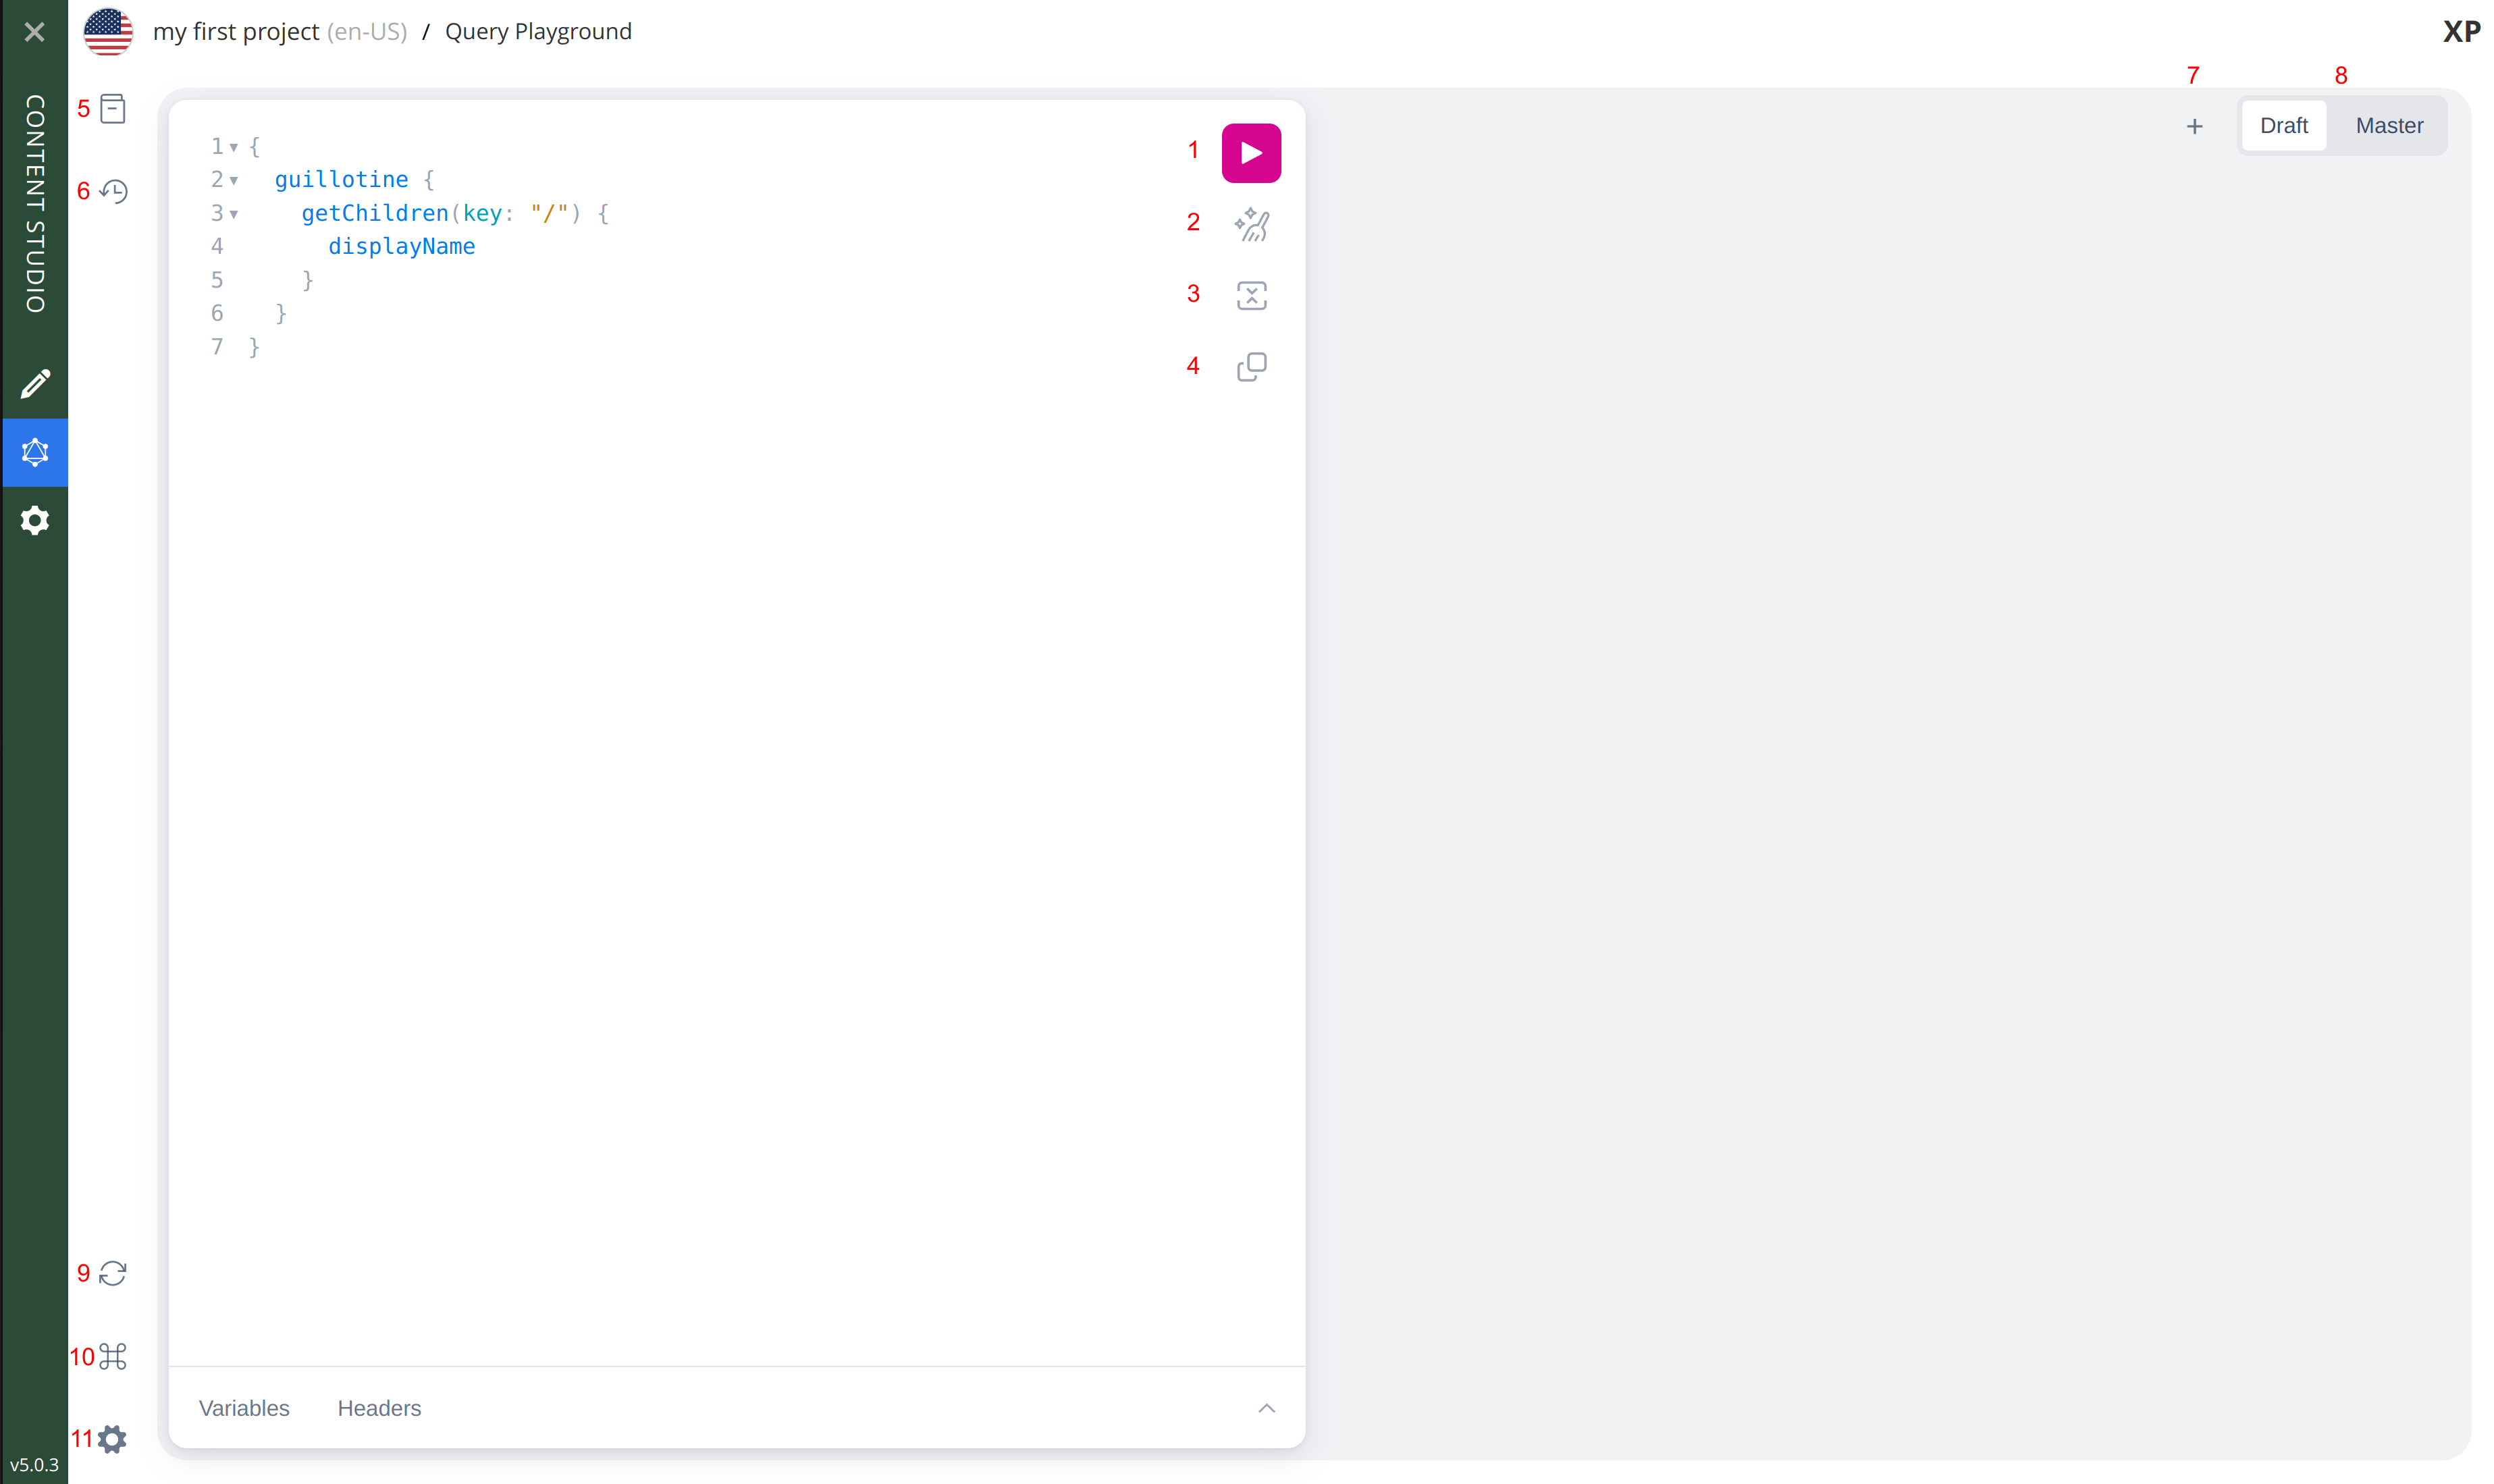 my first project (en-US) / Query Playground
XP
CONTENT STUDIO
7
8
5
6
+
Draft
Master
1 {
2 guillotine {
3 getChildren(key: "/") {
4 displayName
5 }
6 }
7 }
1
2
3
4
9
10
11
Variables
Headers
v5.0.3